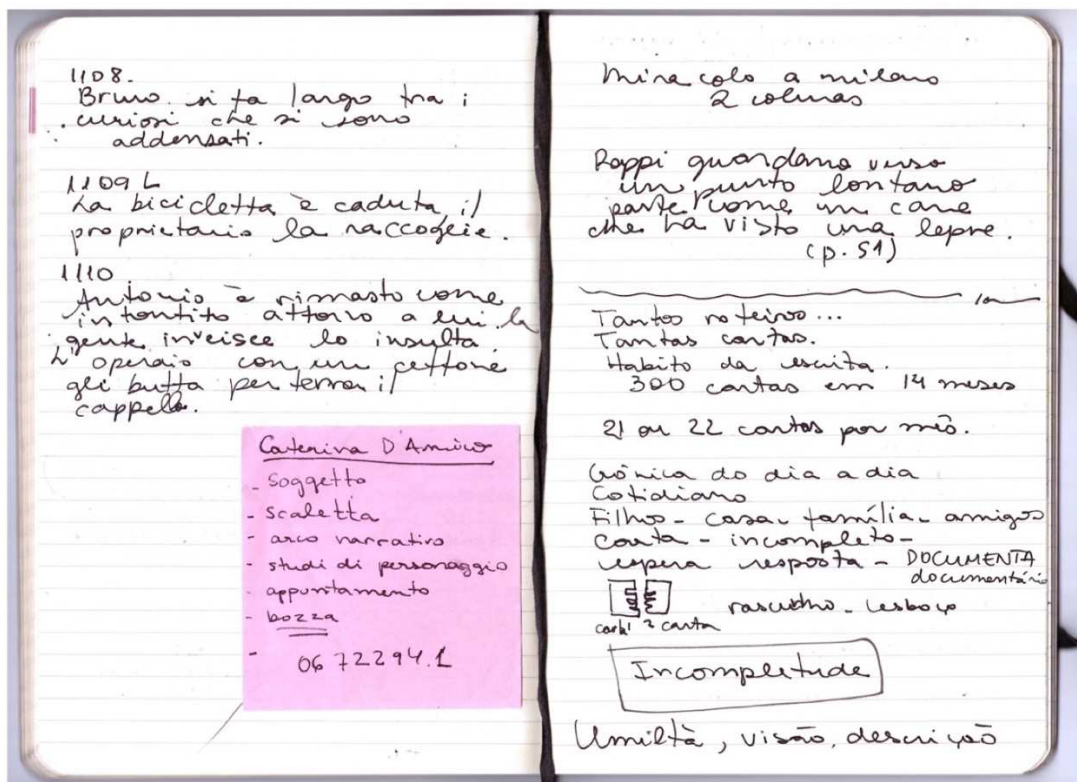 1108.
Bruno si fa largo tra i
curiosi che si sono
addensati.
1109 L
La bicicletta è caduta il
proprietario la raccoglie.
1110
Antonio è rimasto come
intontito attorno a lui la
gente inveisce lo insulta.
L'operaio con un ceffone
gli butta per terra il
cappello.
Caterina D'Amico
- soggetto
- scaletta
- arco narrativo
- studi di personaggio
- appuntamento
- bozza
- 06 72294.1
Miracolo a milano
2 colunas
Rappi guardano verso
un punto lontano
parte come un cane
che ha visto una lepre.
(p. 51)
Tantos roteiros...
Tantas cartas.
Habito da escrita.
300 cartas em 14 meses
21 ou 22 cartas por mês.
Crônica do dia a dia
Cotidiano
Filhos - casa - família - amigos
carta - incompleto -
espera resposta - DOCUMENTA
documentário
rascunho - esboço
carta 1 2 carta
Incompletude
Umiltà, visão, descrição